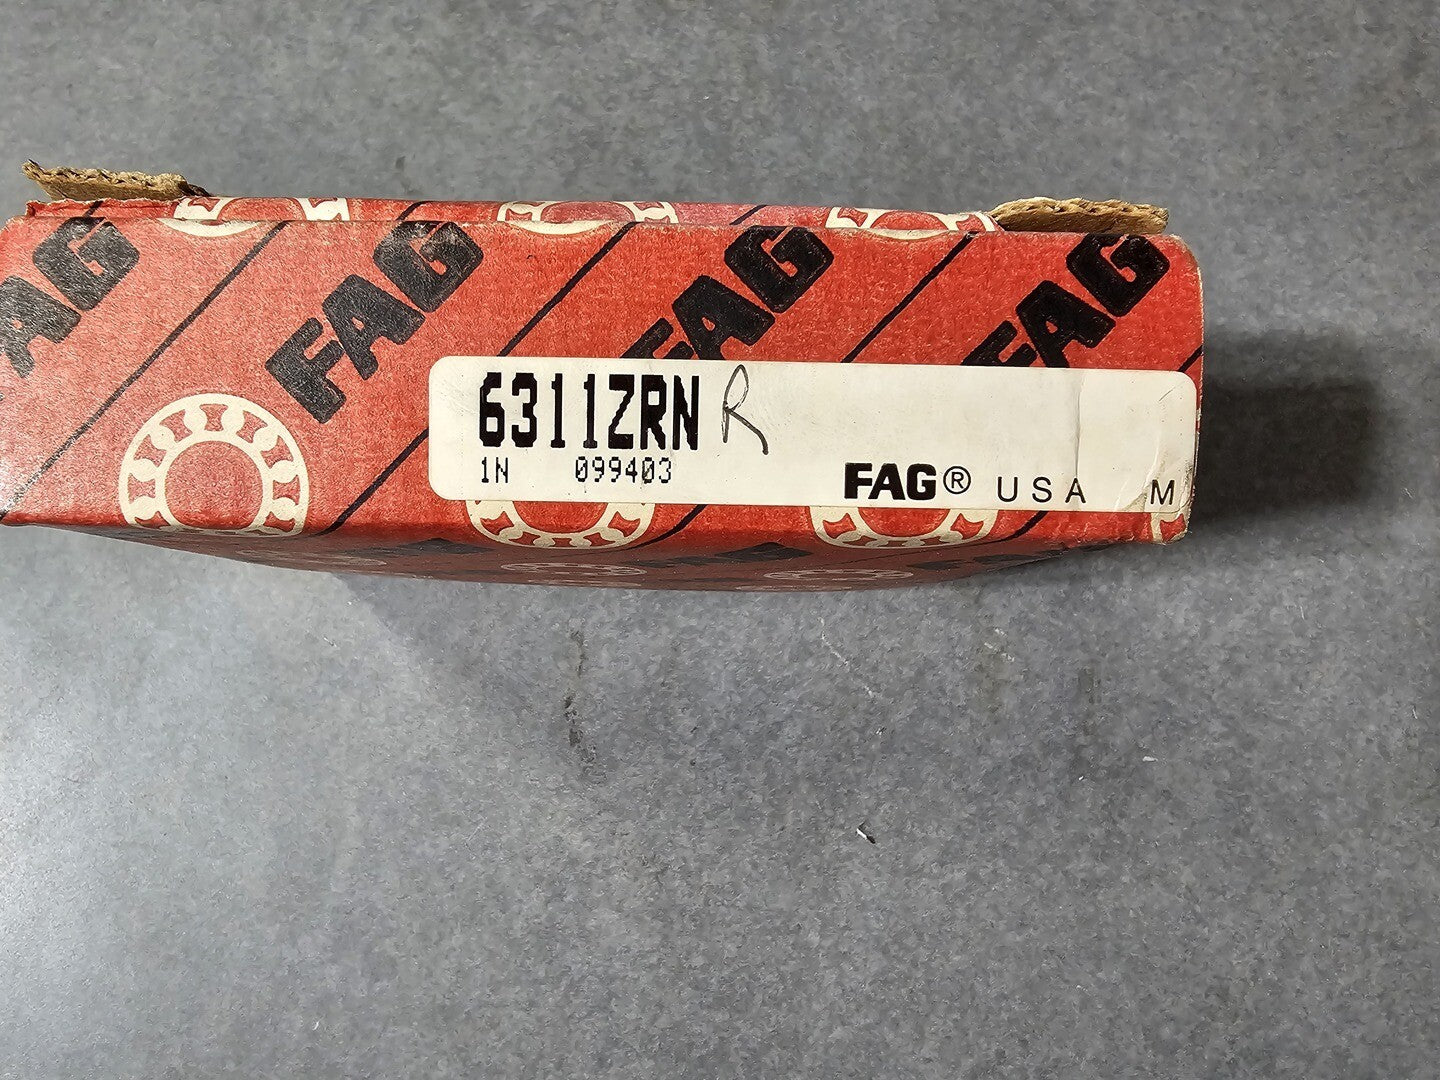 FAG FAG FAG FAG
6311ZRN R
1N 099403
FAG® USA M